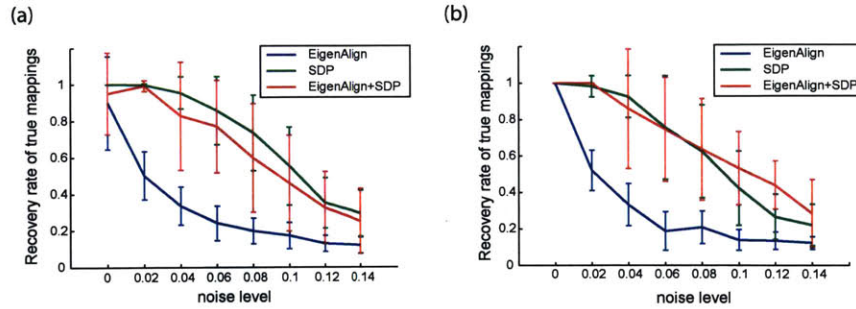 (a)
Recovery rate of true mappings
1
0.8
0.6
0.4
0.2
0
EigenAlign
SDP
EigenAlign+SDP
0 0.02 0.04 0.06 0.08 0.1 0.12 0.14
noise level
(b)
Recovery rate of true mappings
1
0.8
0.6
0.4
0.2
0
EigenAlign
SDP
EigenAlign+SDP
0 0.02 0.04 0.06 0.08 0.1 0.12 0.14
noise level